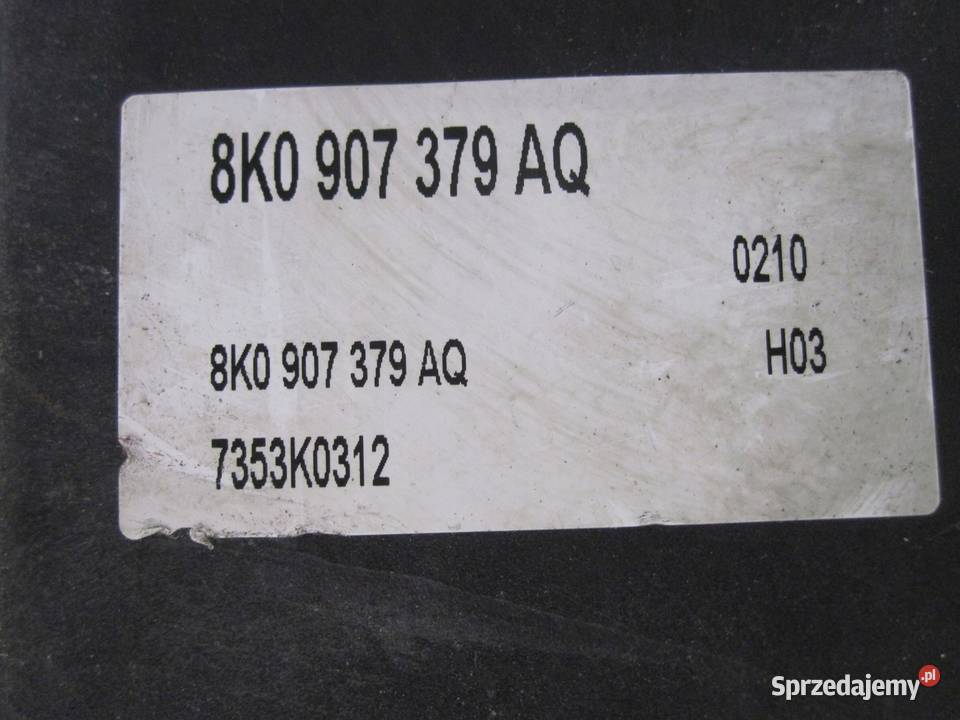 8K0 907 379 AQ
0210
8K0 907 379 AQ H03
7353K0312
Sprzedajemy.pl